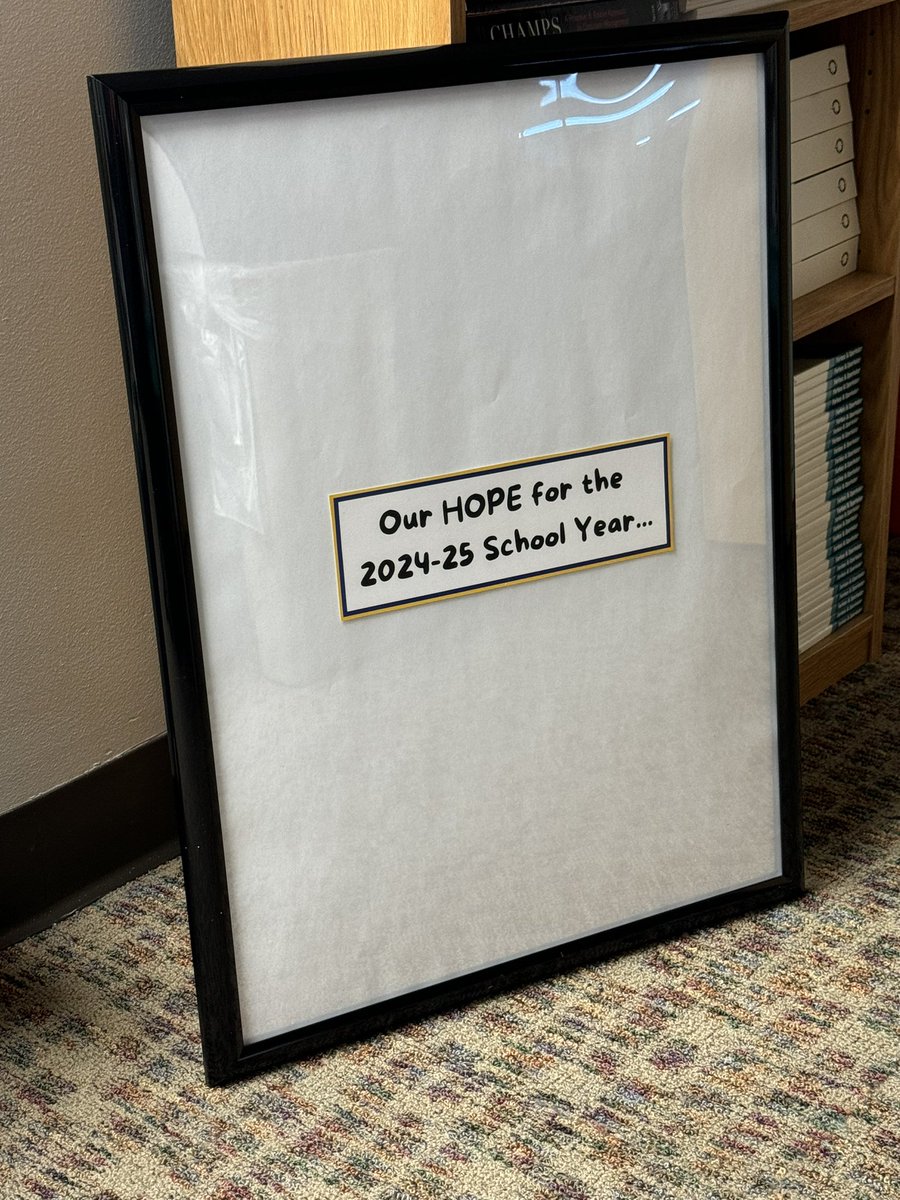 CHAMPS
Our HOPE for the
2024-25 School Year...